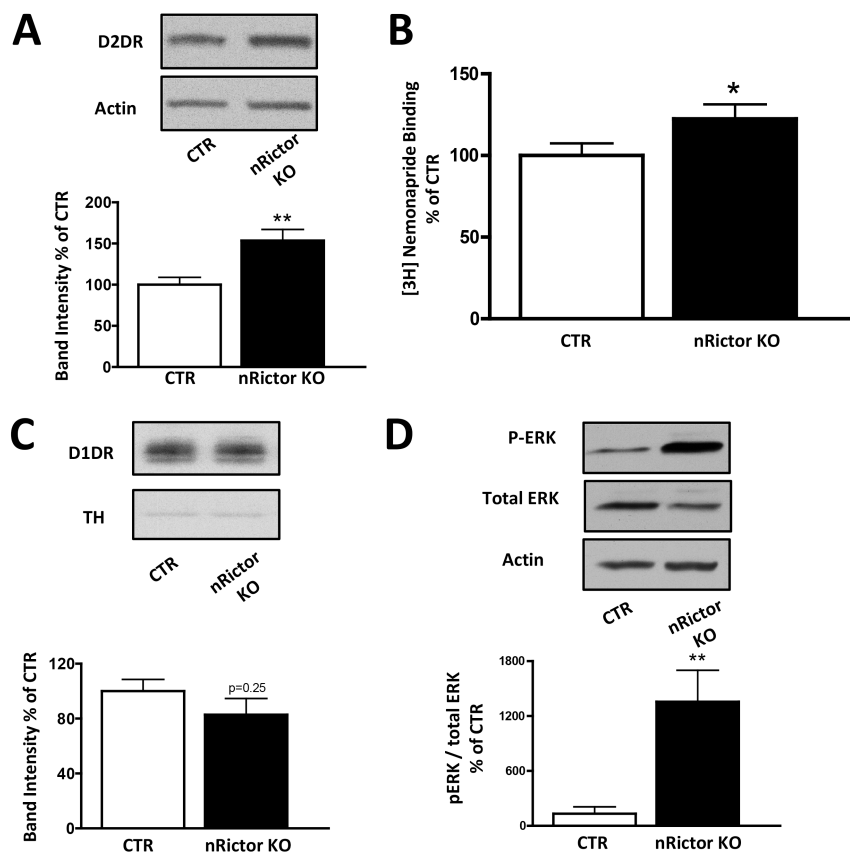 A
D2DR
Actin
CTR
nRictor
KO
Band Intensity % of CTR
200
150
100
50
0
**
CTR
nRictor KO
B
[3H] Nemonapride Binding
% of CTR
150
100
50
0
*
CTR
nRictor KO
C
D1DR
TH
CTR
nRictor
KO
Band Intensity % of CTR
120
80
40
0
p=0.25
CTR
nRictor KO
D
P-ERK
Total ERK
Actin
CTR
nRictor
KO
pERK / total ERK
% of CTR
1800
1200
600
0
**
CTR
nRictor KO